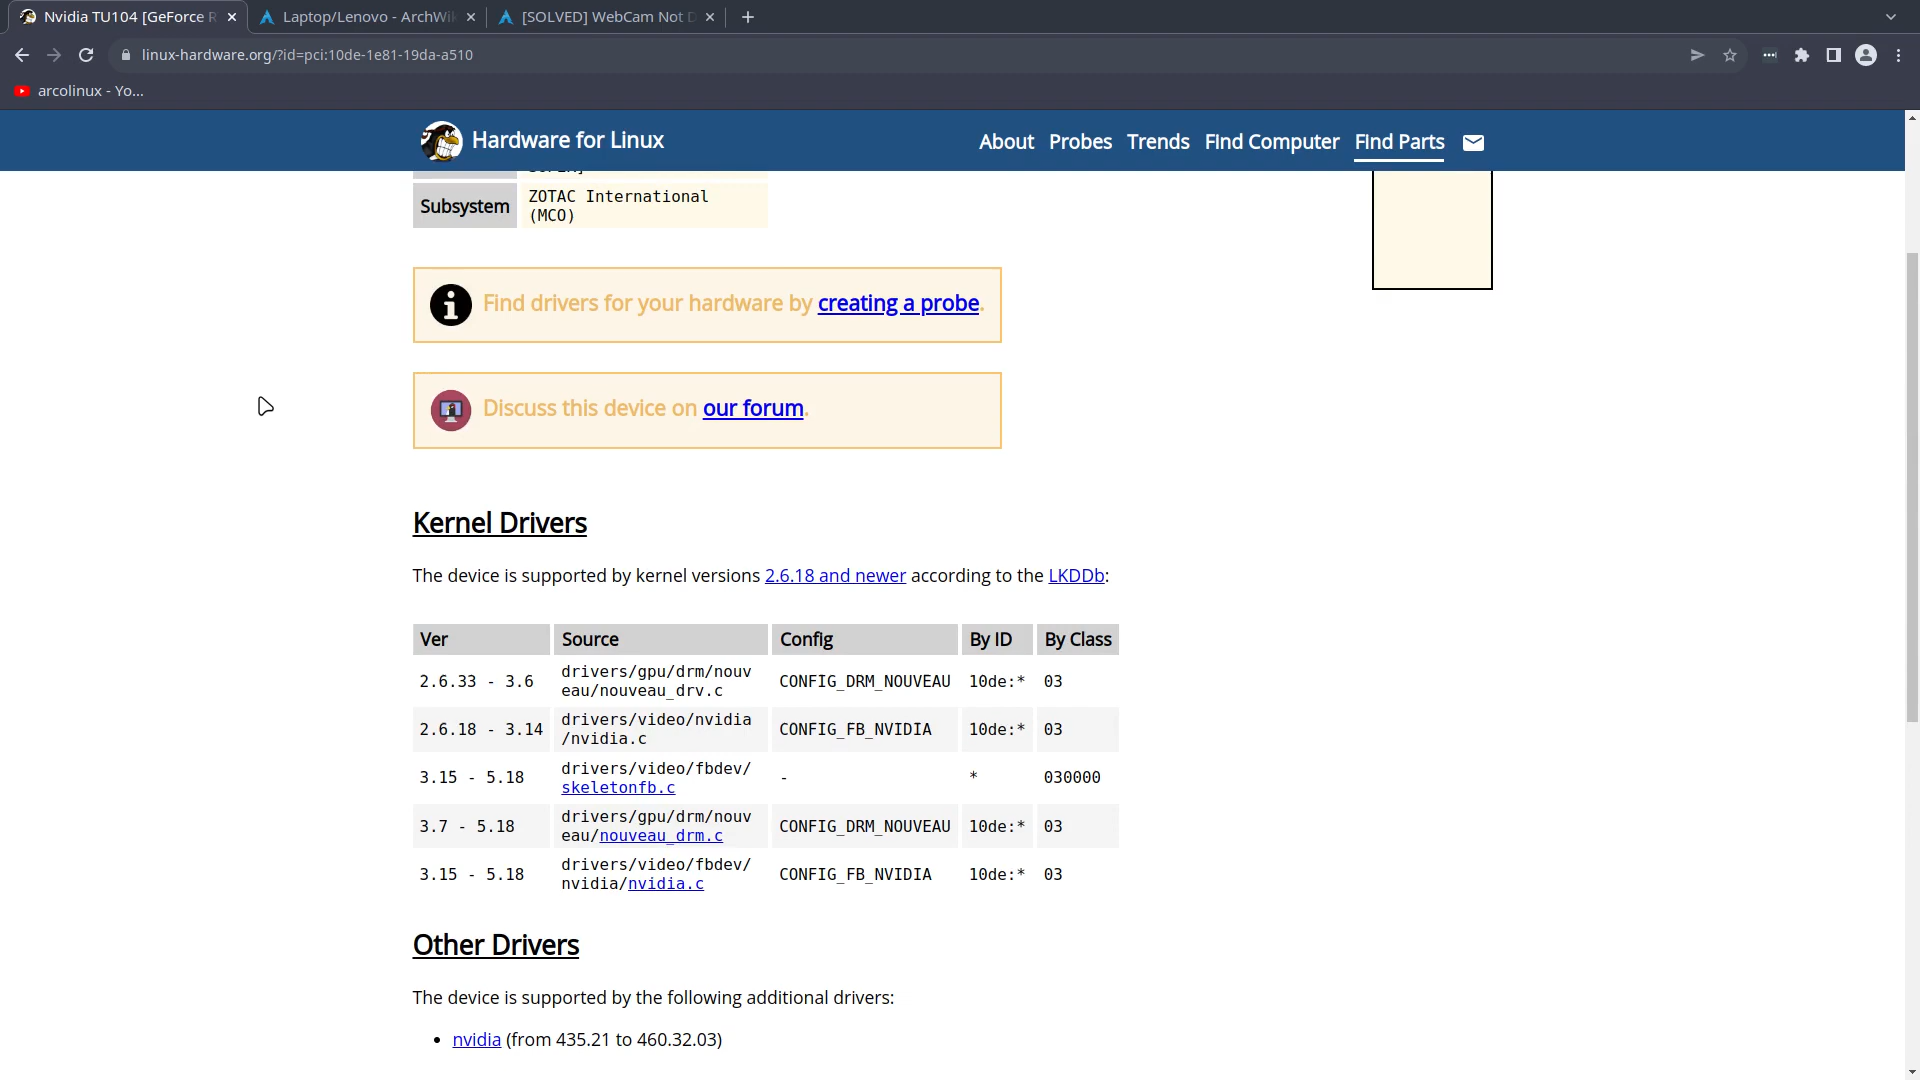 Nvidia TU104 [GeForce R
Laptop/Lenovo - ArchWik
[SOLVED] WebCam Not D
linux-hardware.org/?id=pci:10de-1e81-19da-a510
arcolinux - Yo...
Hardware for Linux
About
Probes
Trends
Find Computer
Find Parts
Subsystem
ZOTAC International
(MCO)
Find drivers for your hardware by creating a probe.
Discuss this device on our forum.
Kernel Drivers
The device is supported by kernel versions 2.6.18 and newer according to the LKDDb:
Ver Source Config By ID By Class
2.6.33 - 3.6 drivers/gpu/drm/nouv CONFIG_DRM_NOUVEAU 10de:* 03
eau/nouveau_drv.c
2.6.18 - 3.14 drivers/video/nvidia CONFIG_FB_NVIDIA 10de:* 03
/nvidia.c
3.15 - 5.18 drivers/video/fbdev/ - * 030000
skeletonfb.c
3.7 - 5.18 drivers/gpu/drm/nouv CONFIG_DRM_NOUVEAU 10de:* 03
eau/nouveau_drm.c
3.15 - 5.18 drivers/video/fbdev/ CONFIG_FB_NVIDIA 10de:* 03
nvidia/nvidia.c
Other Drivers
The device is supported by the following additional drivers:
• nvidia (from 435.21 to 460.32.03)